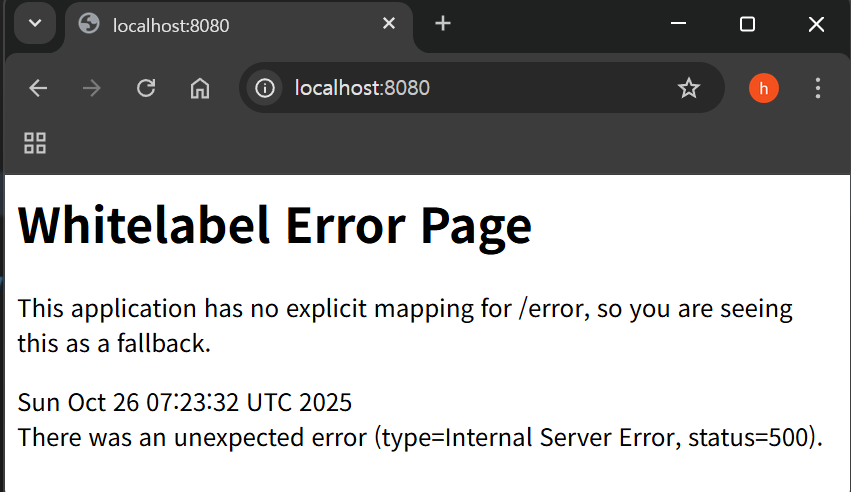 localhost:8080
localhost:8080
h
Whitelabel Error Page
This application has no explicit mapping for /error, so you are seeing
this as a fallback.
Sun Oct 26 07:23:32 UTC 2025
There was an unexpected error (type=Internal Server Error, status=500).